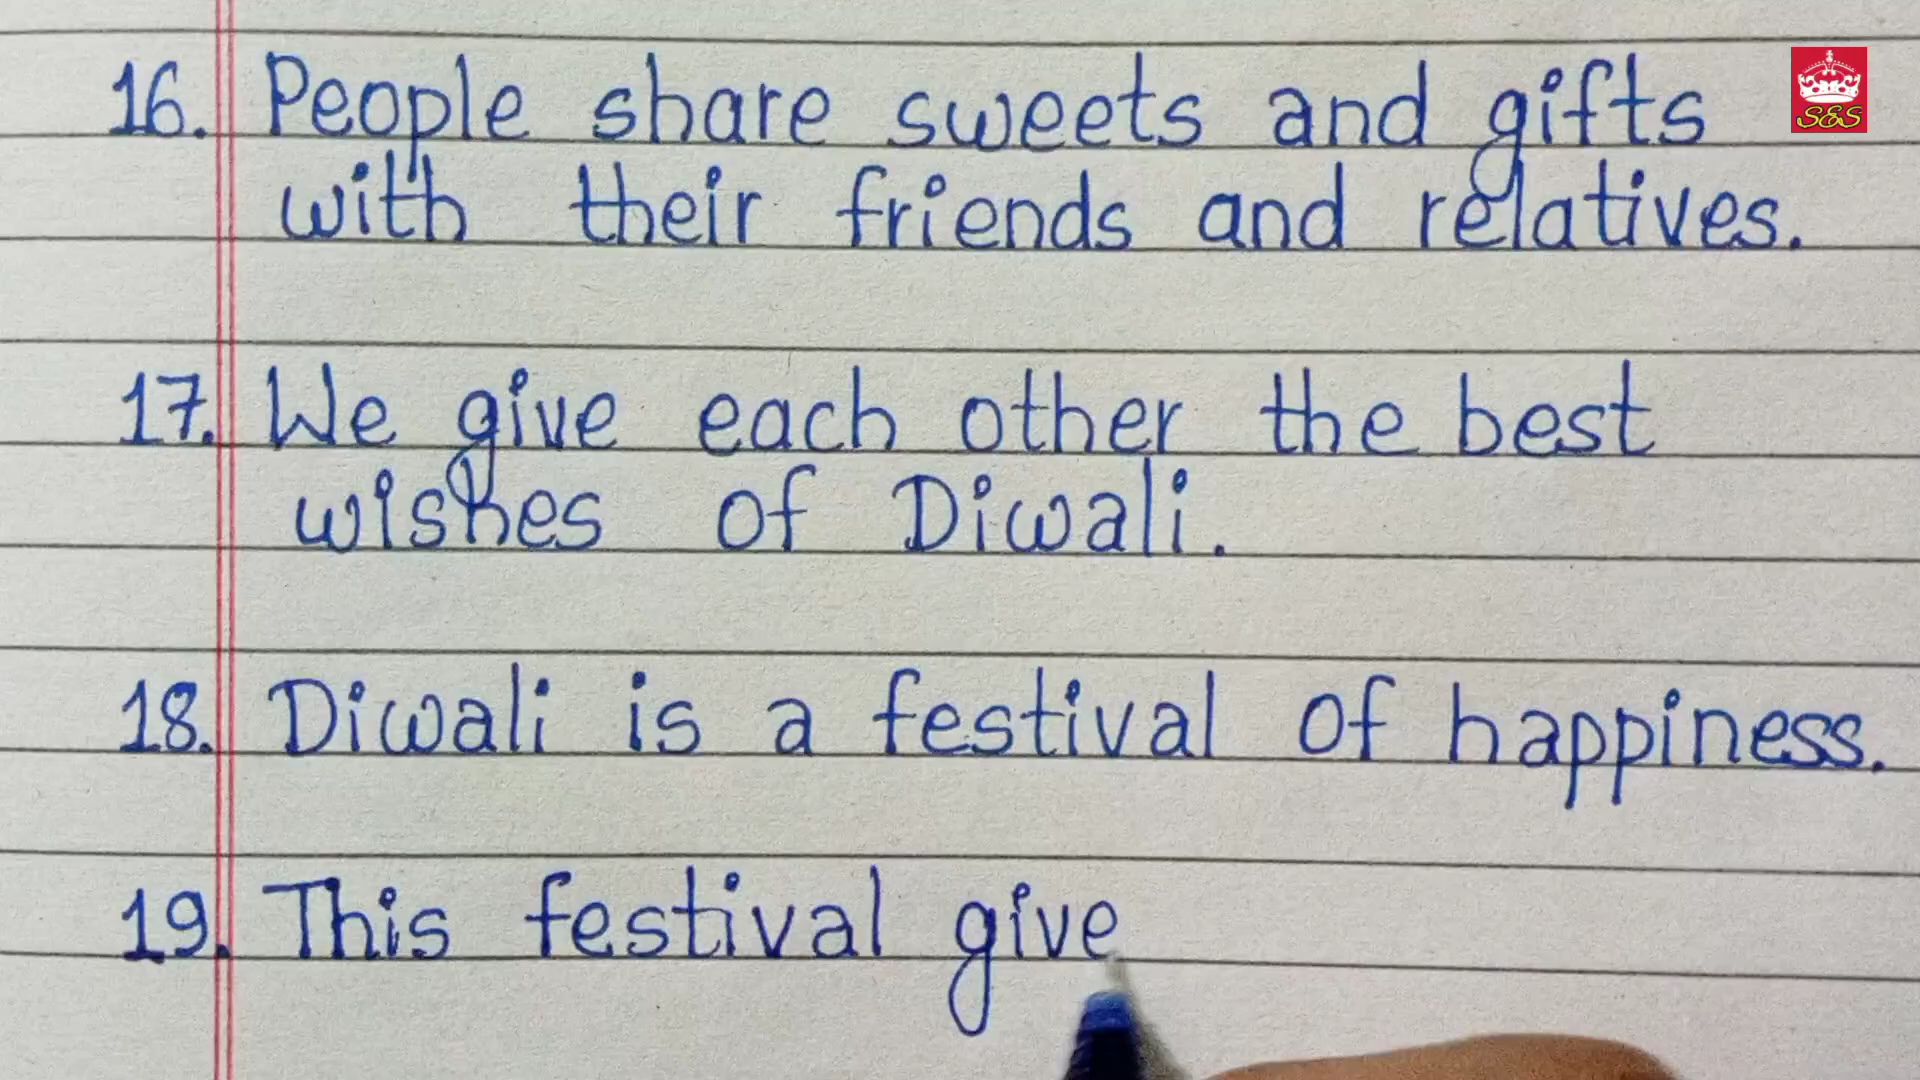 S&S
16. People share sweets and gifts
with their friends and relatives.
17. We give each other the best
wishes of Diwali.
18. Diwali is a festival of happiness.
19. This festival give